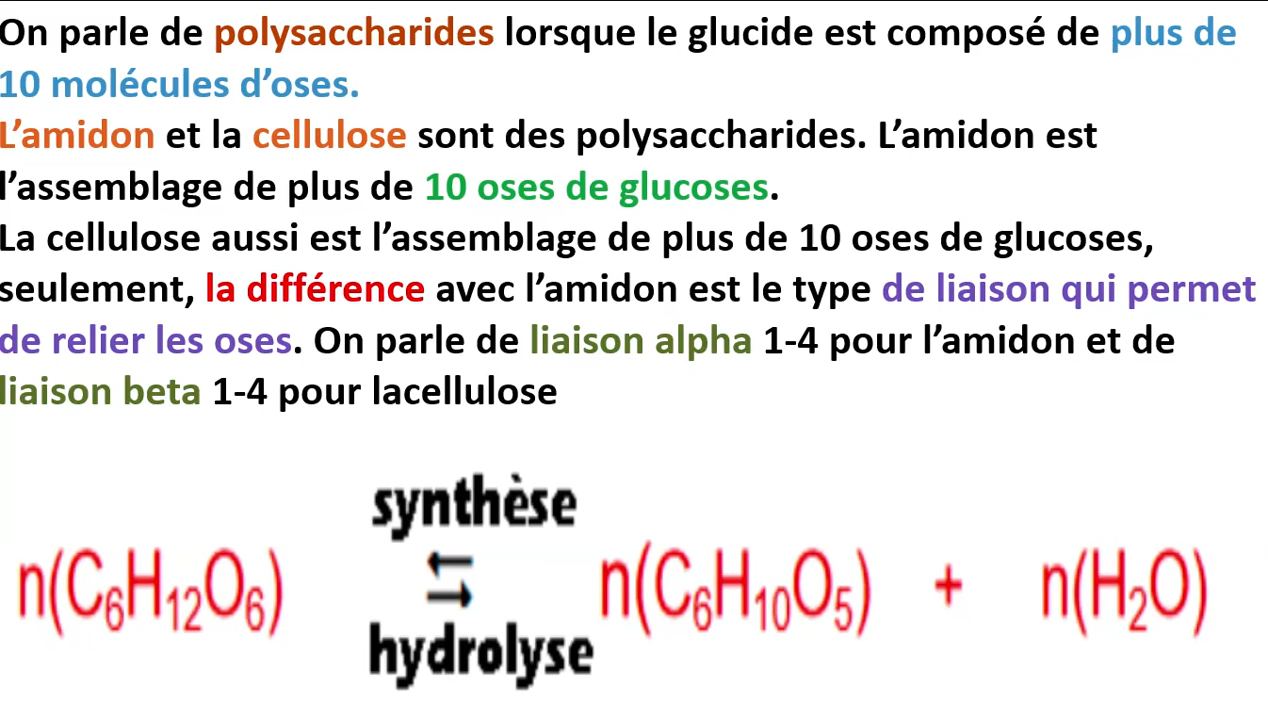 On parle de polysaccharides lorsque le glucide est composé de plus de
10 molécules d’oses.
L’amidon et la cellulose sont des polysaccharides. L’amidon est
l’assemblage de plus de 10 oses de glucoses.
La cellulose aussi est l’assemblage de plus de 10 oses de glucoses,
seulement, la différence avec l’amidon est le type de liaison qui permet
de relier les oses. On parle de liaison alpha 1-4 pour l’amidon et de
liaison beta 1-4 pour lacellulose
synthèse
n(C₆H₁₂O₆) ⇆ n(C₆H₁₀O₅) + n(H₂O)
hydrolyse